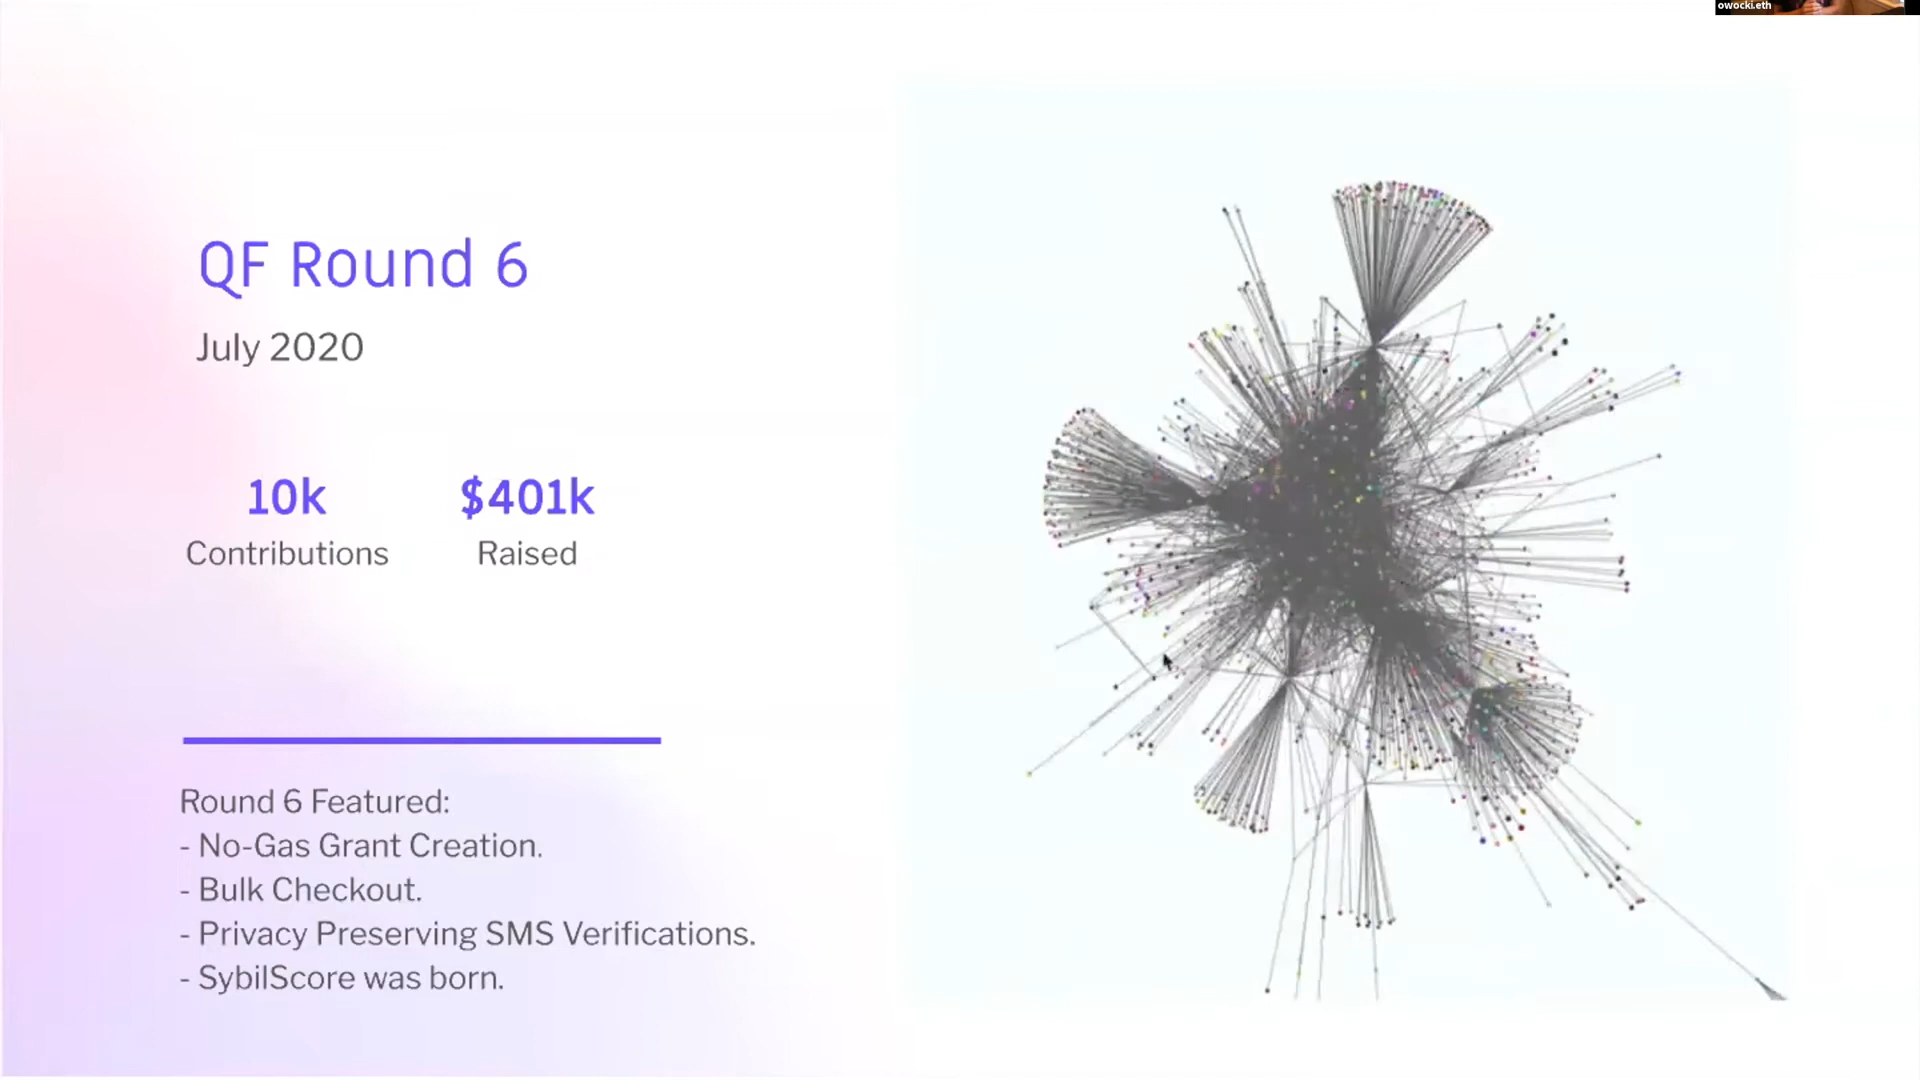 owocki.eth
QF Round 6
July 2020
10k
Contributions
$401k
Raised
Round 6 Featured:
- No-Gas Grant Creation.
- Bulk Checkout.
- Privacy Preserving SMS Verifications.
- SybilScore was born.